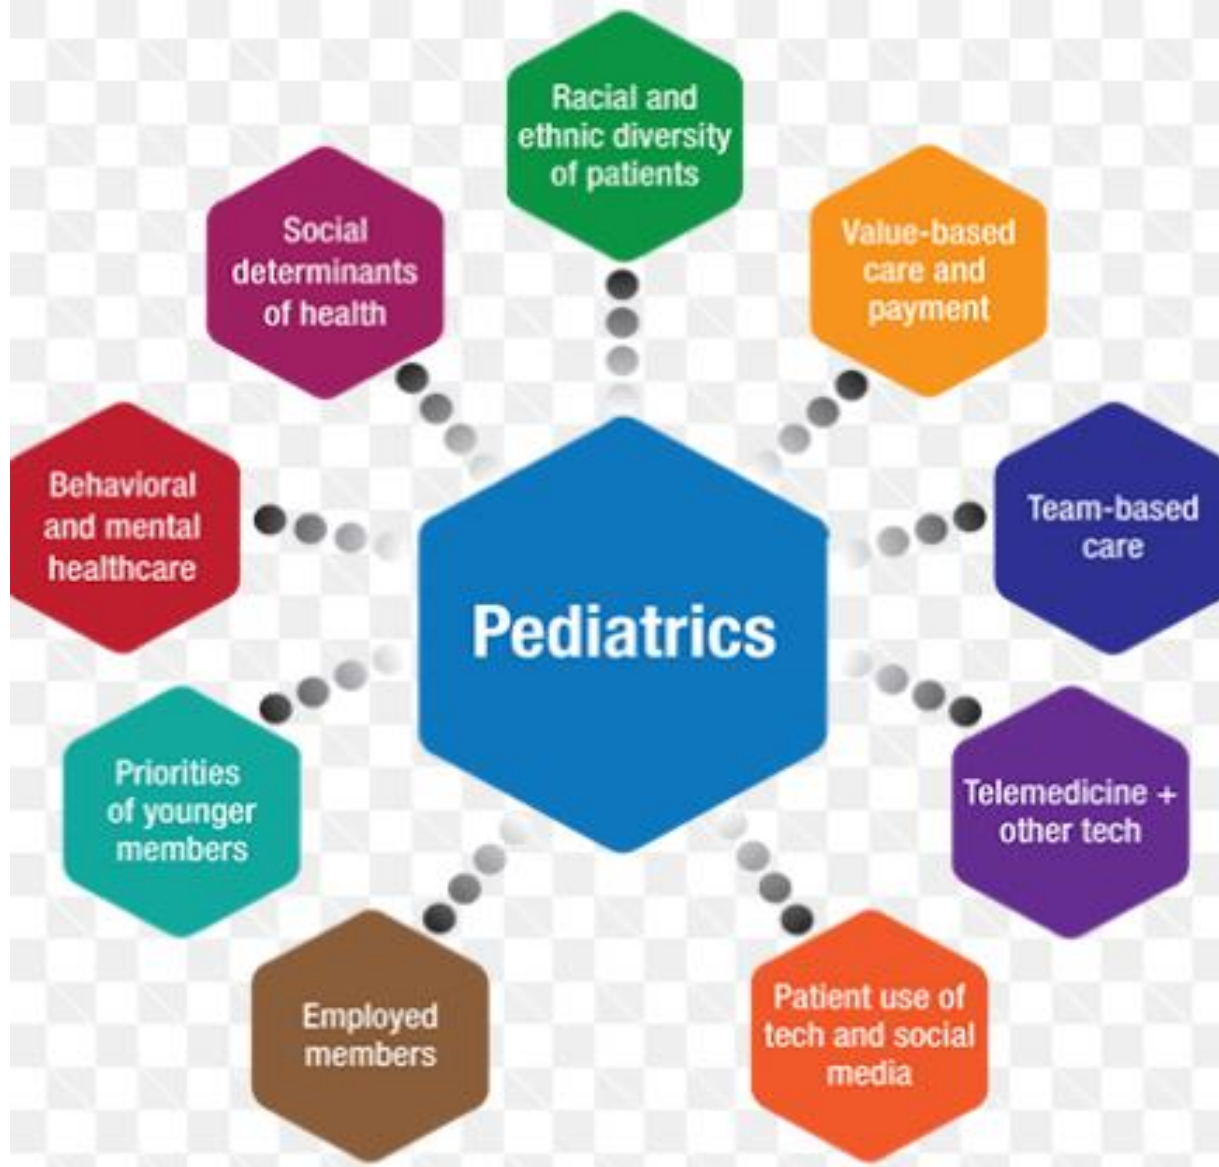 Racial and
ethnic diversity
of patients
Value-based
care and
payment
Team-based
care
Telemedicine +
other tech
Patient use of
tech and social
media
Employed
members
Priorities
of younger
members
Behavioral
and mental
healthcare
Social
determinants
of health
Pediatrics